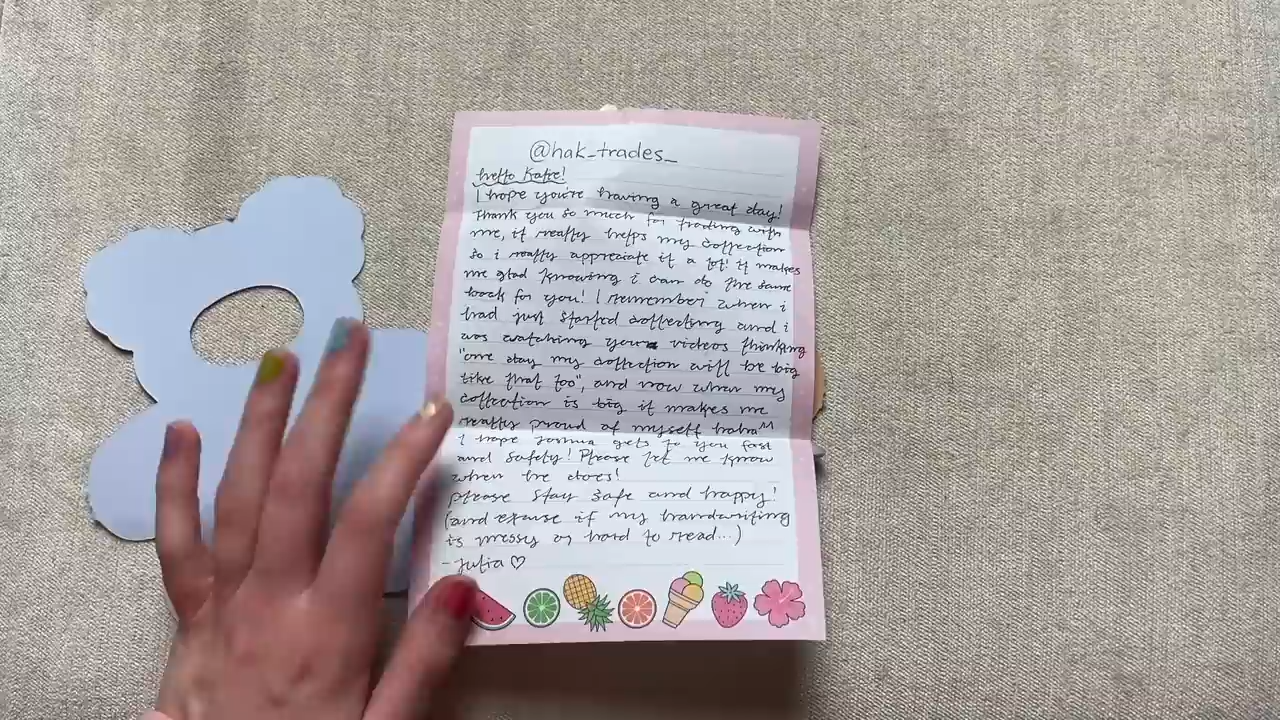 @hak_trades_
hello Katie!
I hope you're having a great day!
Thank you so much for trading with
me, it really helps my collection
so i really appreciate it a lot! it makes
me glad knowing i can do the same
back for you! I remember when i
had just started collecting and i
was watching your videos thinking
"one day my collection will be big
like that too", and now when my
collection is big it makes me
really proud of myself haha^^
I hope Joshua gets to you fast
and safely! Please let me know
when he does!
please stay safe and happy!
(and excuse if my handwriting
is messy or hard to read...)
- Julia ♡